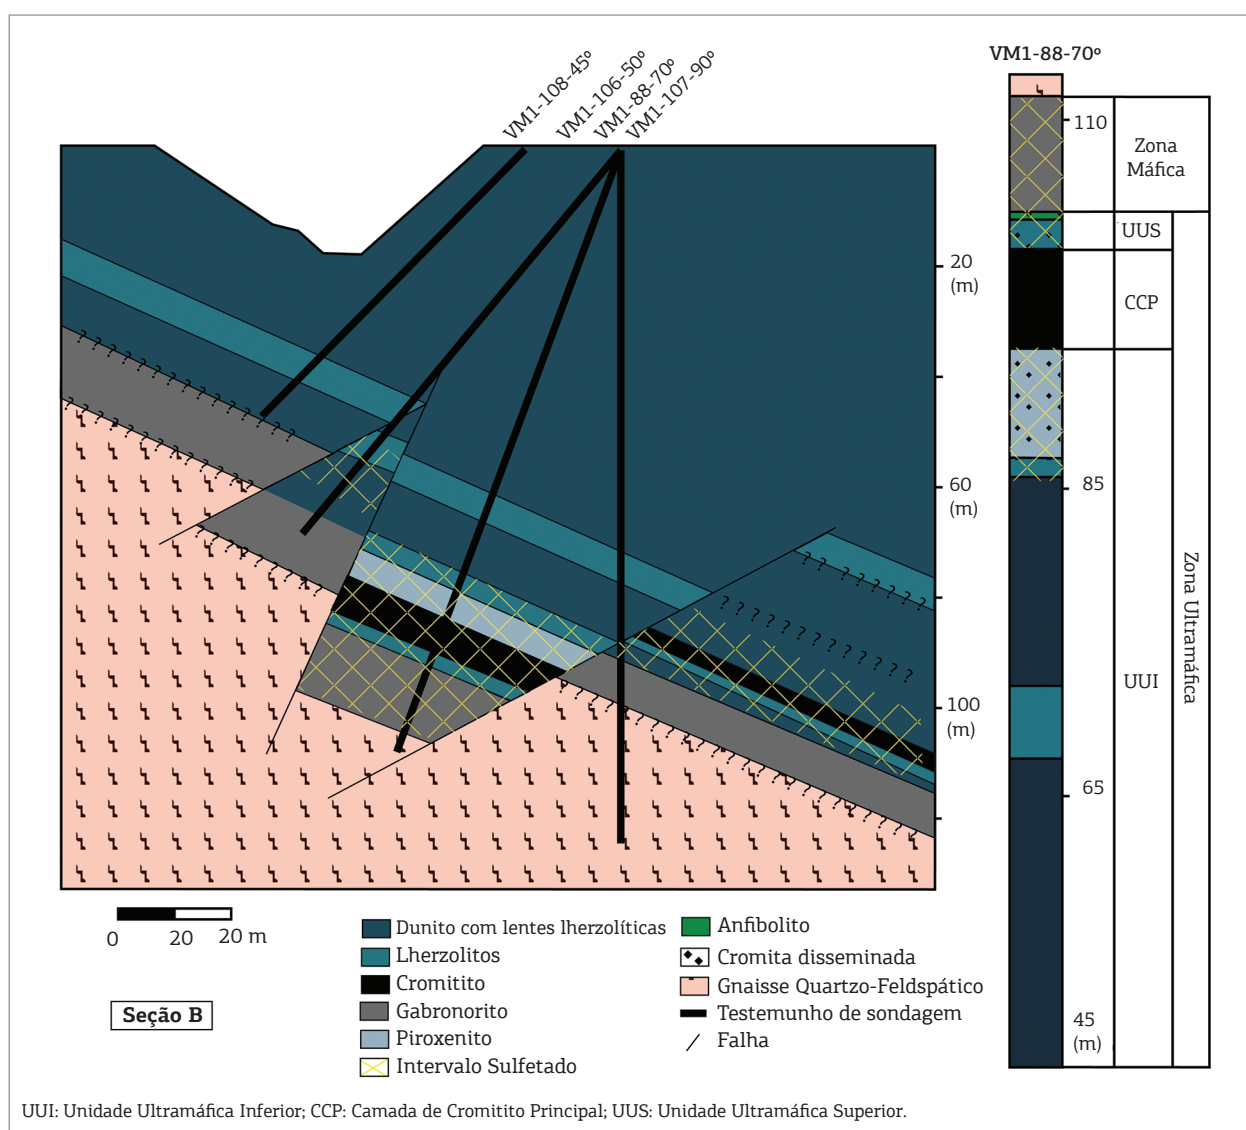 VM1-108-45º
VM1-106-50º
VM1-88-70º
VM1-107-90º
20
(m)
60
(m)
100
(m)
0 20 20 m
Seção B
Dunito com lentes lherzolíticas
Lherzolitos
Cromitito
Gabronorito
Piroxenito
Intervalo Sulfetado
Anfibolito
Cromita disseminada
Gnaisse Quartzo-Feldspático
Testemunho de sondagem
Falha
VM1-88-70º
110
85
65
45
(m)
Zona
Máfica
UUS
CCP
UUI
Zona Ultramáfica
UUI: Unidade Ultramáfica Inferior; CCP: Camada de Cromitito Principal; UUS: Unidade Ultramáfica Superior.